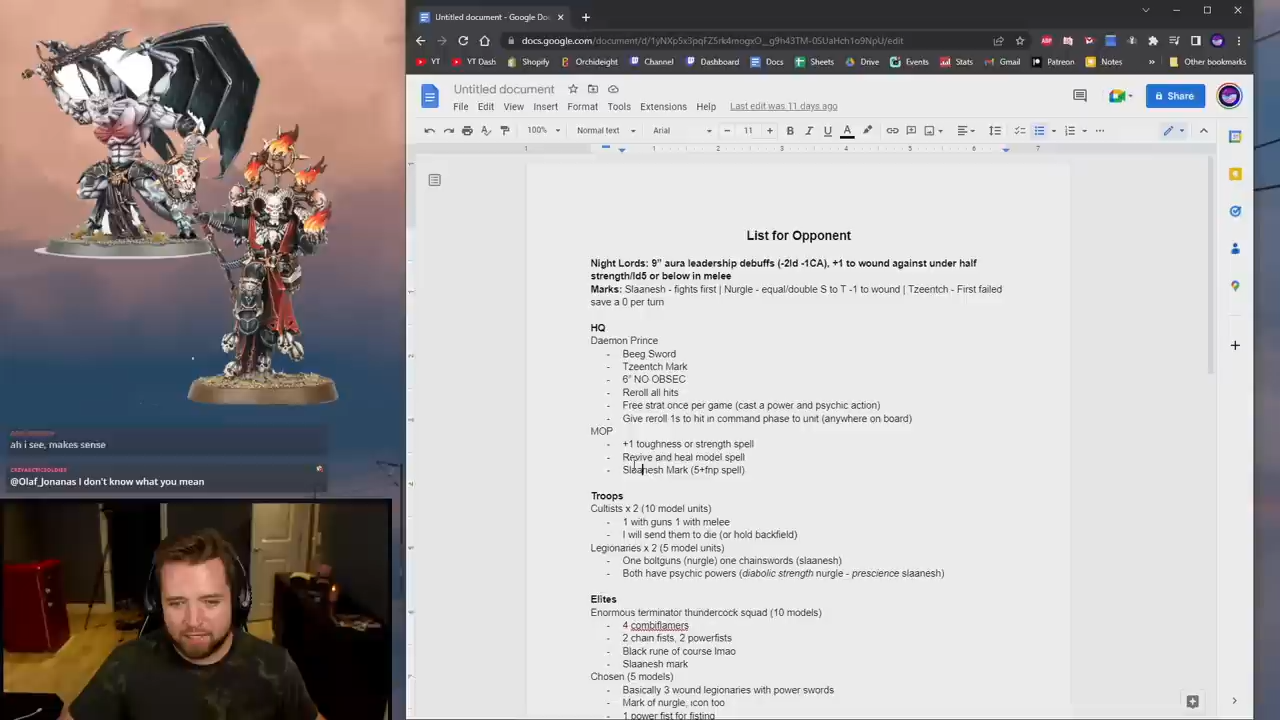 Untitled document - Google Do
docs.google.com/document/d/1yNXp5x3pqFZ5rk4mogxO_g9h43TM-0SUaHch1o9NpU/edit
YT
YT Dash
Shopify
Orchideight
Channel
Dashboard
Docs
Sheets
Drive
Events
Stats
Gmail
Patreon
YouTube
Other bookmarks
Untitled document
File Edit View Insert Format Tools Extensions Help Last edit was 11 days ago
Share
100% Normal text Arial 11
1 1 2 3 4 5 6 7
List for Opponent
Night Lords: 9" aura leadership debuffs (-2ld -1CA), +1 to wound against under half
strength/ld5 or below in melee
Marks: Slaanesh - fights first | Nurgle - equal/double S to T -1 to wound | Tzeentch - First failed
save a 0 per turn
HQ
Daemon Prince
- Beeg Sword
- Tzeentch Mark
- 6" NO OBSEC
- Reroll all hits
- Free strat once per game (cast a power and psychic action)
- Give reroll 1s to hit in command phase to unit (anywhere on board)
MOP
- +1 toughness or strength spell
- Revive and heal model spell
- Slaanesh Mark (5+fnp spell)
Troops
Cultists x 2 (10 model units)
- 1 with guns 1 with melee
- I will send them to die (or hold backfield)
Legionaries x 2 (5 model units)
- One boltguns (nurgle) one chainswords (slaanesh)
- Both have psychic powers (diabolic strength nurgle - prescience slaanesh)
Elites
Enormous terminator thundercock squad (10 models)
- 4 combiflamers
- 2 chain fists, 2 powerfists
- Black rune of course lmao
- Slaanesh mark
Chosen (5 models)
- Basically 3 wound legionaries with power swords
- Mark of nurgle, icon too
- 1 power fist for fisting
ah i see, makes sense
@Olaf_Jonanas I don't know what you mean